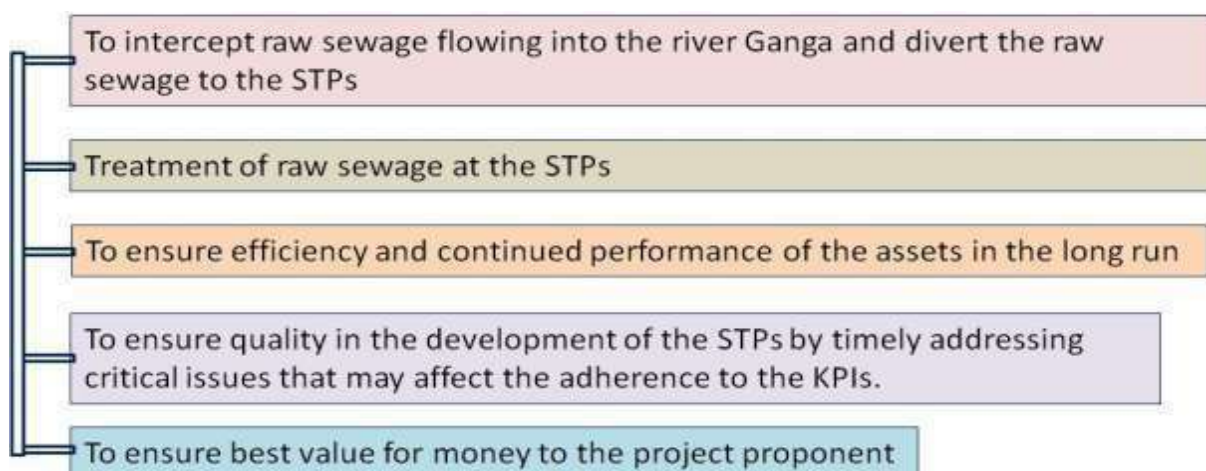 To intercept raw sewage flowing into the river Ganga and divert the raw
sewage to the STPs
Treatment of raw sewage at the STPs
To ensure efficiency and continued performance of the assets in the long run
To ensure quality in the development of the STPs by timely addressing
critical issues that may affect the adherence to the KPIs.
To ensure best value for money to the project proponent